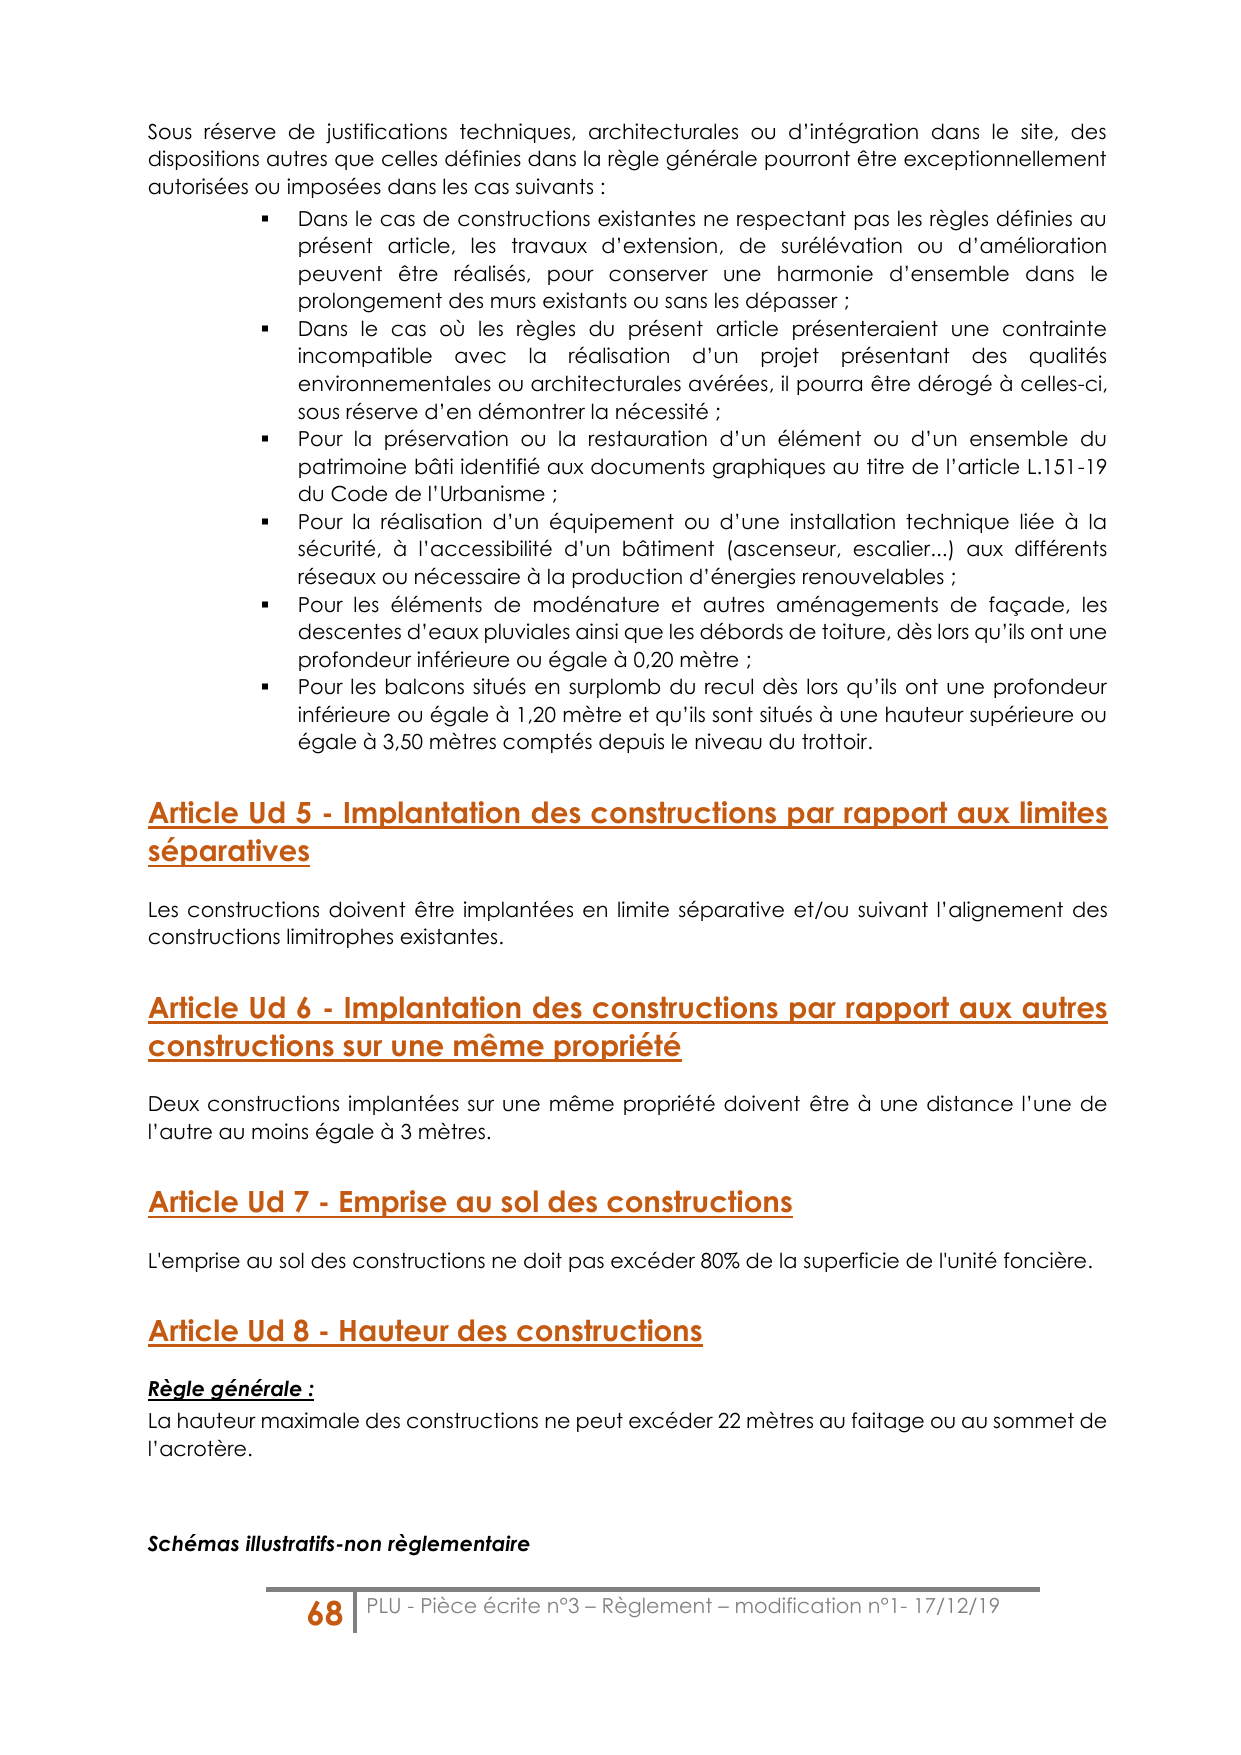 Sous réserve de justifications techniques, architecturales ou d’intégration dans le site, des
dispositions autres que celles définies dans la règle générale pourront être exceptionnellement
autorisées ou imposées dans les cas suivants :
▪ Dans le cas de constructions existantes ne respectant pas les règles définies au
présent article, les travaux d’extension, de surélévation ou d’amélioration
peuvent être réalisés, pour conserver une harmonie d’ensemble dans le
prolongement des murs existants ou sans les dépasser ;
▪ Dans le cas où les règles du présent article présenteraient une contrainte
incompatible avec la réalisation d’un projet présentant des qualités
environnementales ou architecturales avérées, il pourra être dérogé à celles-ci,
sous réserve d’en démontrer la nécessité ;
▪ Pour la préservation ou la restauration d’un élément ou d’un ensemble du
patrimoine bâti identifié aux documents graphiques au titre de l’article L.151-19
du Code de l’Urbanisme ;
▪ Pour la réalisation d’un équipement ou d’une installation technique liée à la
sécurité, à l’accessibilité d’un bâtiment (ascenseur, escalier...) aux différents
réseaux ou nécessaire à la production d’énergies renouvelables ;
▪ Pour les éléments de modénature et autres aménagements de façade, les
descentes d’eaux pluviales ainsi que les débords de toiture, dès lors qu’ils ont une
profondeur inférieure ou égale à 0,20 mètre ;
▪ Pour les balcons situés en surplomb du recul dès lors qu’ils ont une profondeur
inférieure ou égale à 1,20 mètre et qu’ils sont situés à une hauteur supérieure ou
égale à 3,50 mètres comptés depuis le niveau du trottoir.
Article Ud 5 - Implantation des constructions par rapport aux limites
séparatives
Les constructions doivent être implantées en limite séparative et/ou suivant l’alignement des
constructions limitrophes existantes.
Article Ud 6 - Implantation des constructions par rapport aux autres
constructions sur une même propriété
Deux constructions implantées sur une même propriété doivent être à une distance l’une de
l’autre au moins égale à 3 mètres.
Article Ud 7 - Emprise au sol des constructions
L'emprise au sol des constructions ne doit pas excéder 80% de la superficie de l'unité foncière.
Article Ud 8 - Hauteur des constructions
Règle générale :
La hauteur maximale des constructions ne peut excéder 22 mètres au faitage ou au sommet de
l’acrotère.
Schémas illustratifs-non règlementaire
68 PLU - Pièce écrite n°3 – Règlement – modification n°1- 17/12/19